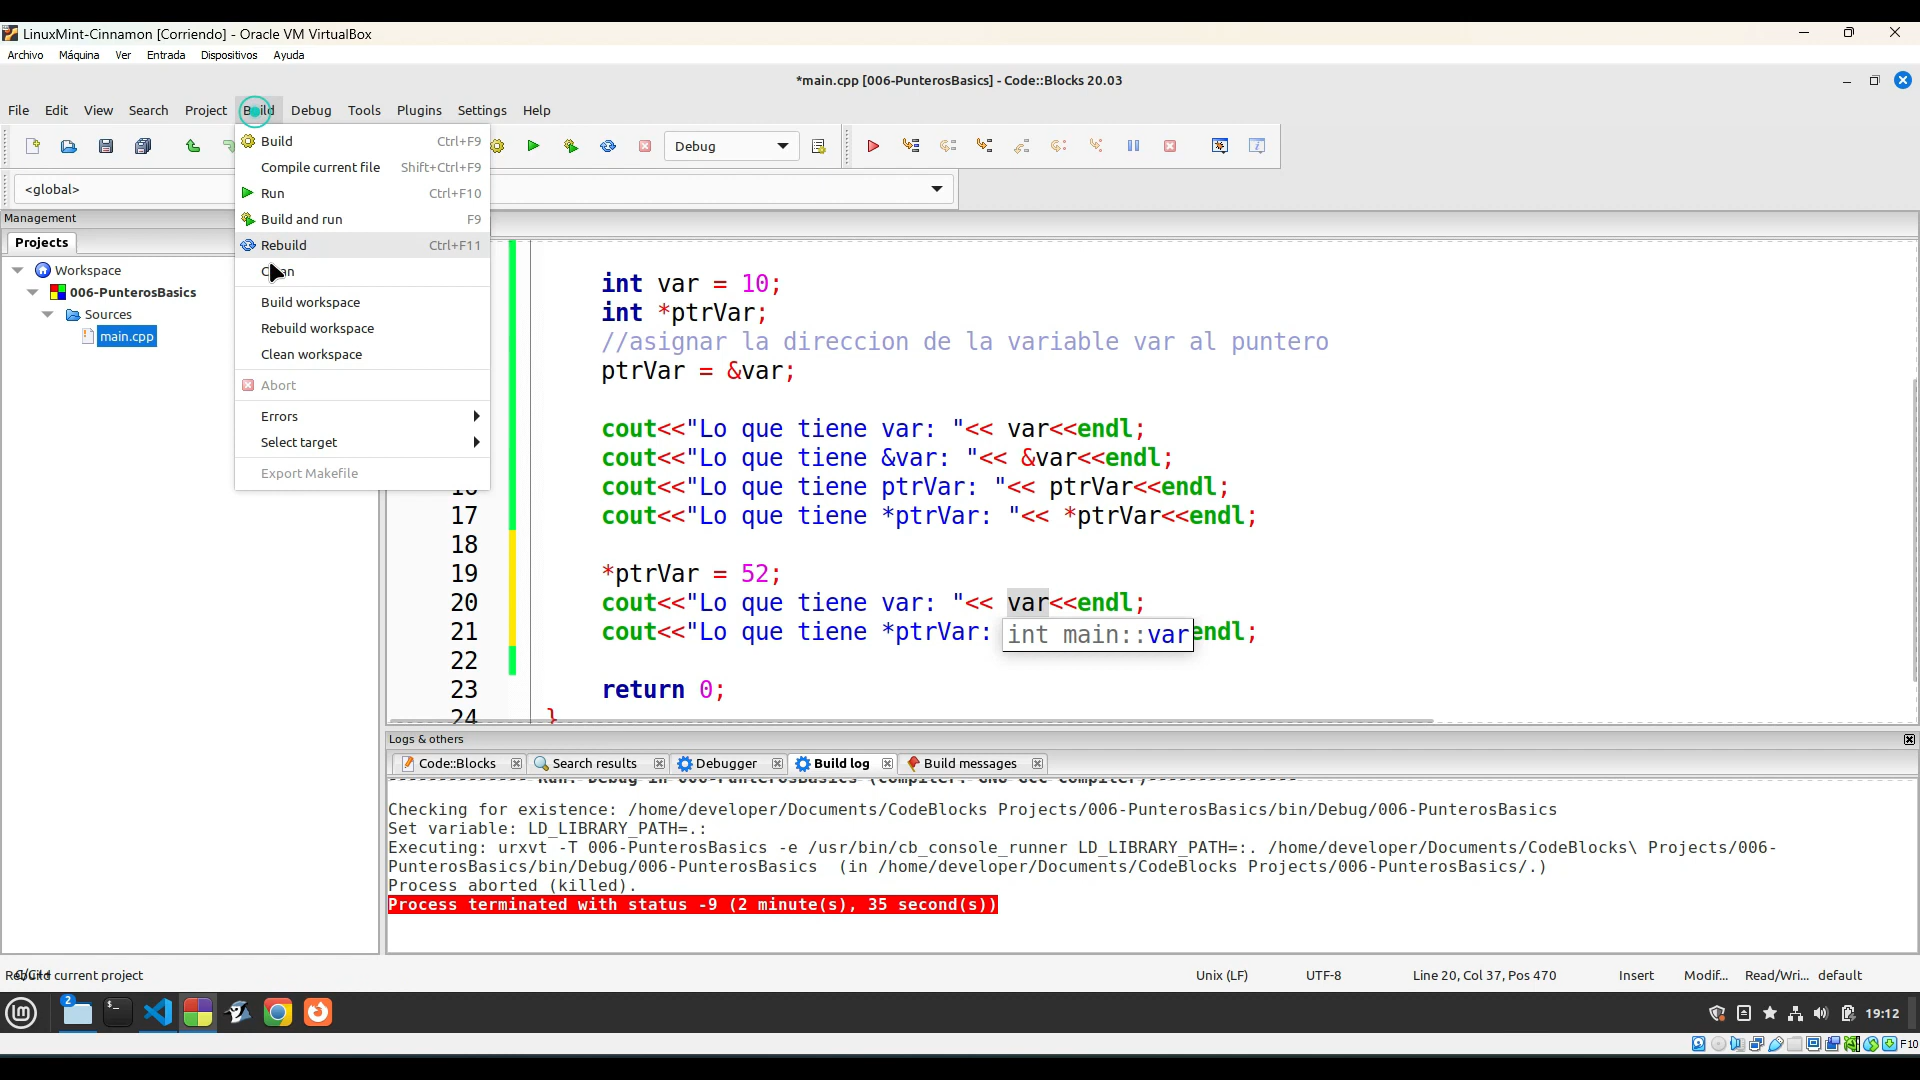 LinuxMint-Cinnamon [Corriendo] - Oracle VM VirtualBox
Archivo Máquina Ver Entrada Dispositivos Ayuda
*main.cpp [006-PunterosBasics] - Code::Blocks 20.03
File Edit View Search Project Build Debug Tools Plugins Settings Help
Debug
<global>
Build Ctrl+F9
Compile current file Shift+Ctrl+F9
Run Ctrl+F10
Build and run F9
Rebuild Ctrl+F11
Clean
Build workspace
Rebuild workspace
Clean workspace
Abort
Errors
Select target
Export Makefile
Management
Projects
Workspace
006-PunterosBasics
Sources
main.cpp
int var = 10;
int *ptrVar;
//asignar la direccion de la variable var al puntero
ptrVar = &var;
cout<<"Lo que tiene var: "<< var<<endl;
cout<<"Lo que tiene &var: "<< &var<<endl;
cout<<"Lo que tiene ptrVar: "<< ptrVar<<endl;
17 cout<<"Lo que tiene *ptrVar: "<< *ptrVar<<endl;
18
19 *ptrVar = 52;
20 cout<<"Lo que tiene var: "<< var<<endl;
21 cout<<"Lo que tiene *ptrVar: endl;
int main::var
22
23 return 0;
24 }
Logs & others
Code::Blocks Search results Debugger Build log Build messages
Checking for existence: /home/developer/Documents/CodeBlocks Projects/006-PunterosBasics/bin/Debug/006-PunterosBasics
Set variable: LD_LIBRARY_PATH=.:
Executing: urxvt -T 006-PunterosBasics -e /usr/bin/cb_console_runner LD_LIBRARY_PATH=:. /home/developer/Documents/CodeBlocks\ Projects/006-
PunterosBasics/bin/Debug/006-PunterosBasics (in /home/developer/Documents/CodeBlocks Projects/006-PunterosBasics/.)
Process aborted (killed).
Process terminated with status -9 (2 minute(s), 35 second(s))
current project Unix (LF) UTF-8 Line 20, Col 37, Pos 470 Insert Modif... Read/Wri... default
2 19:12
F10